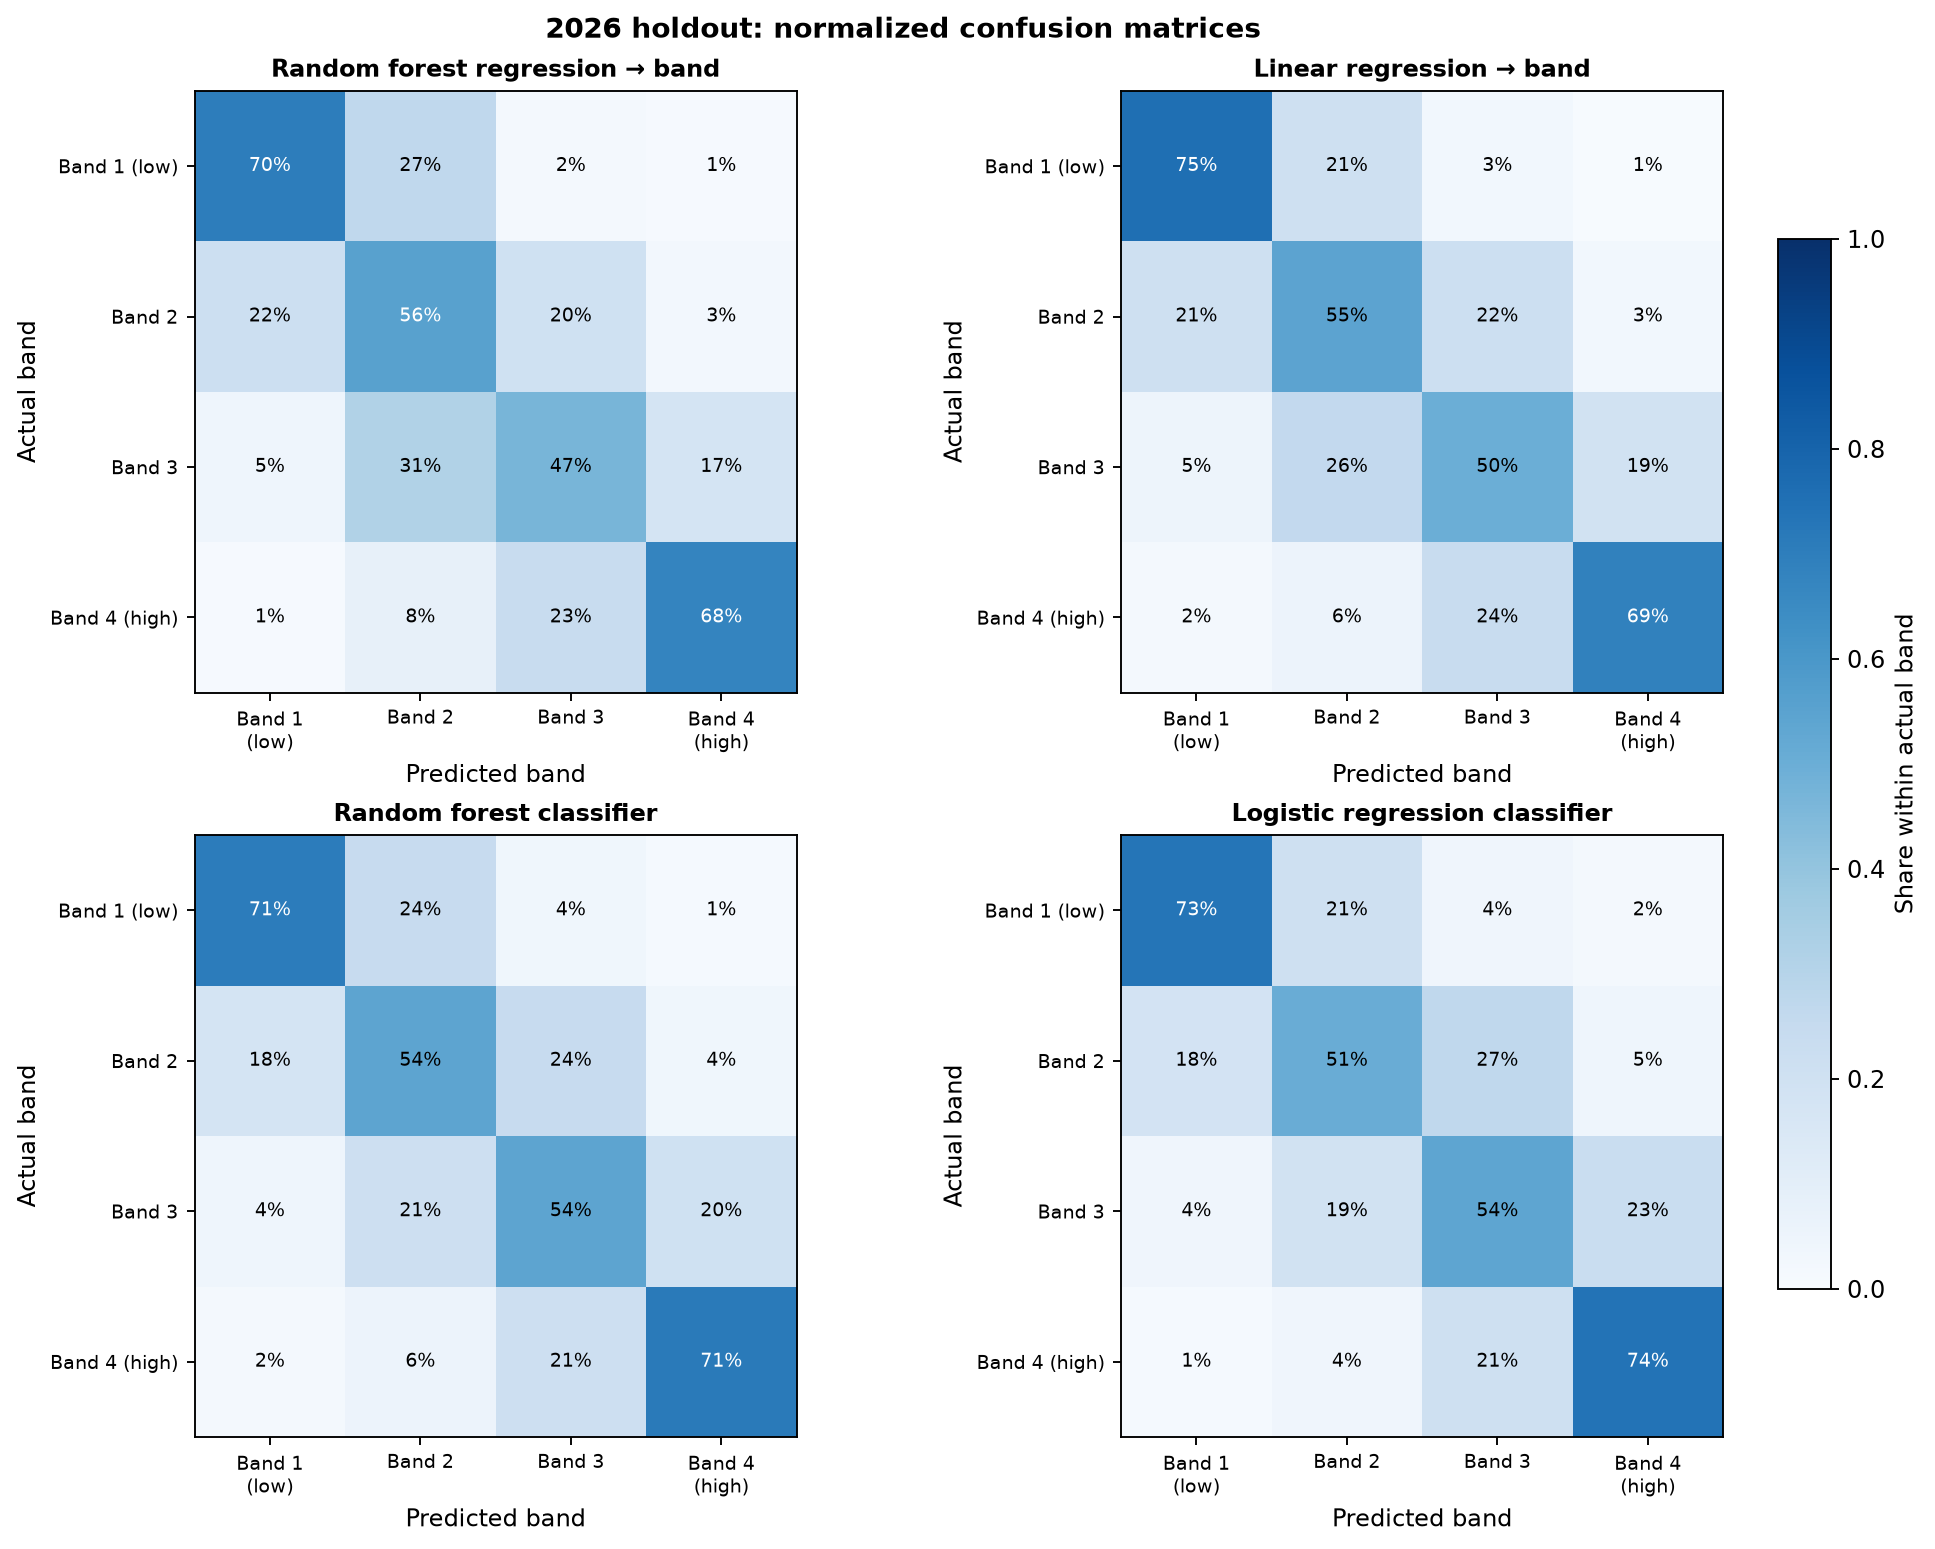 2026 holdout: normalized confusion matrices
Random forest regression → band
Actual band
Band 1 (low) 70% 27% 2% 1%
Band 2 22% 56% 20% 3%
Band 3 5% 31% 47% 17%
Band 4 (high) 1% 8% 23% 68%
Band 1 Band 2 Band 3 Band 4
(low) (high)
Predicted band
Linear regression → band
Actual band
Band 1 (low) 75% 21% 3% 1%
Band 2 21% 55% 22% 3%
Band 3 5% 26% 50% 19%
Band 4 (high) 2% 6% 24% 69%
Band 1 Band 2 Band 3 Band 4
(low) (high)
Predicted band
Random forest classifier
Actual band
Band 1 (low) 71% 24% 4% 1%
Band 2 18% 54% 24% 4%
Band 3 4% 21% 54% 20%
Band 4 (high) 2% 6% 21% 71%
Band 1 Band 2 Band 3 Band 4
(low) (high)
Predicted band
Logistic regression classifier
Actual band
Band 1 (low) 73% 21% 4% 2%
Band 2 18% 51% 27% 5%
Band 3 4% 19% 54% 23%
Band 4 (high) 1% 4% 21% 74%
Band 1 Band 2 Band 3 Band 4
(low) (high)
Predicted band
1.0
0.8
0.6
0.4
0.2
0.0
Share within actual band